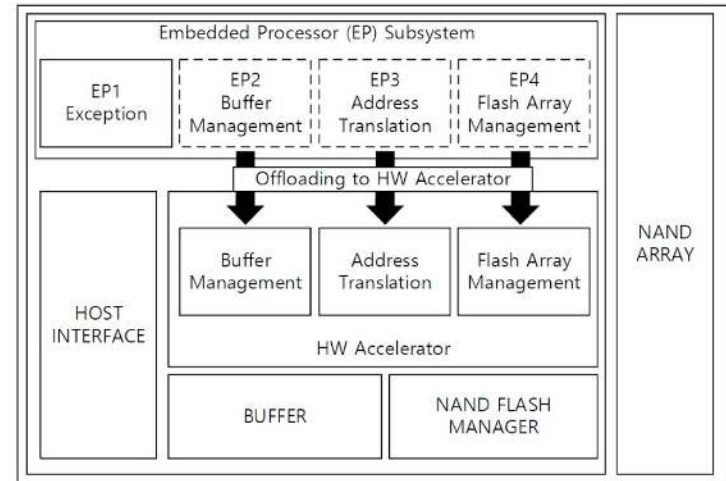 Embedded Processor (EP) Subsystem
EP1
Exception
EP2
Buffer
Management
EP3
Address
Translation
EP4
Flash Array
Management
Offloading to HW Accelerator
HOST
INTERFACE
Buffer
Management
Address
Translation
Flash Array
Management
HW Accelerator
BUFFER
NAND FLASH
MANAGER
NAND
ARRAY